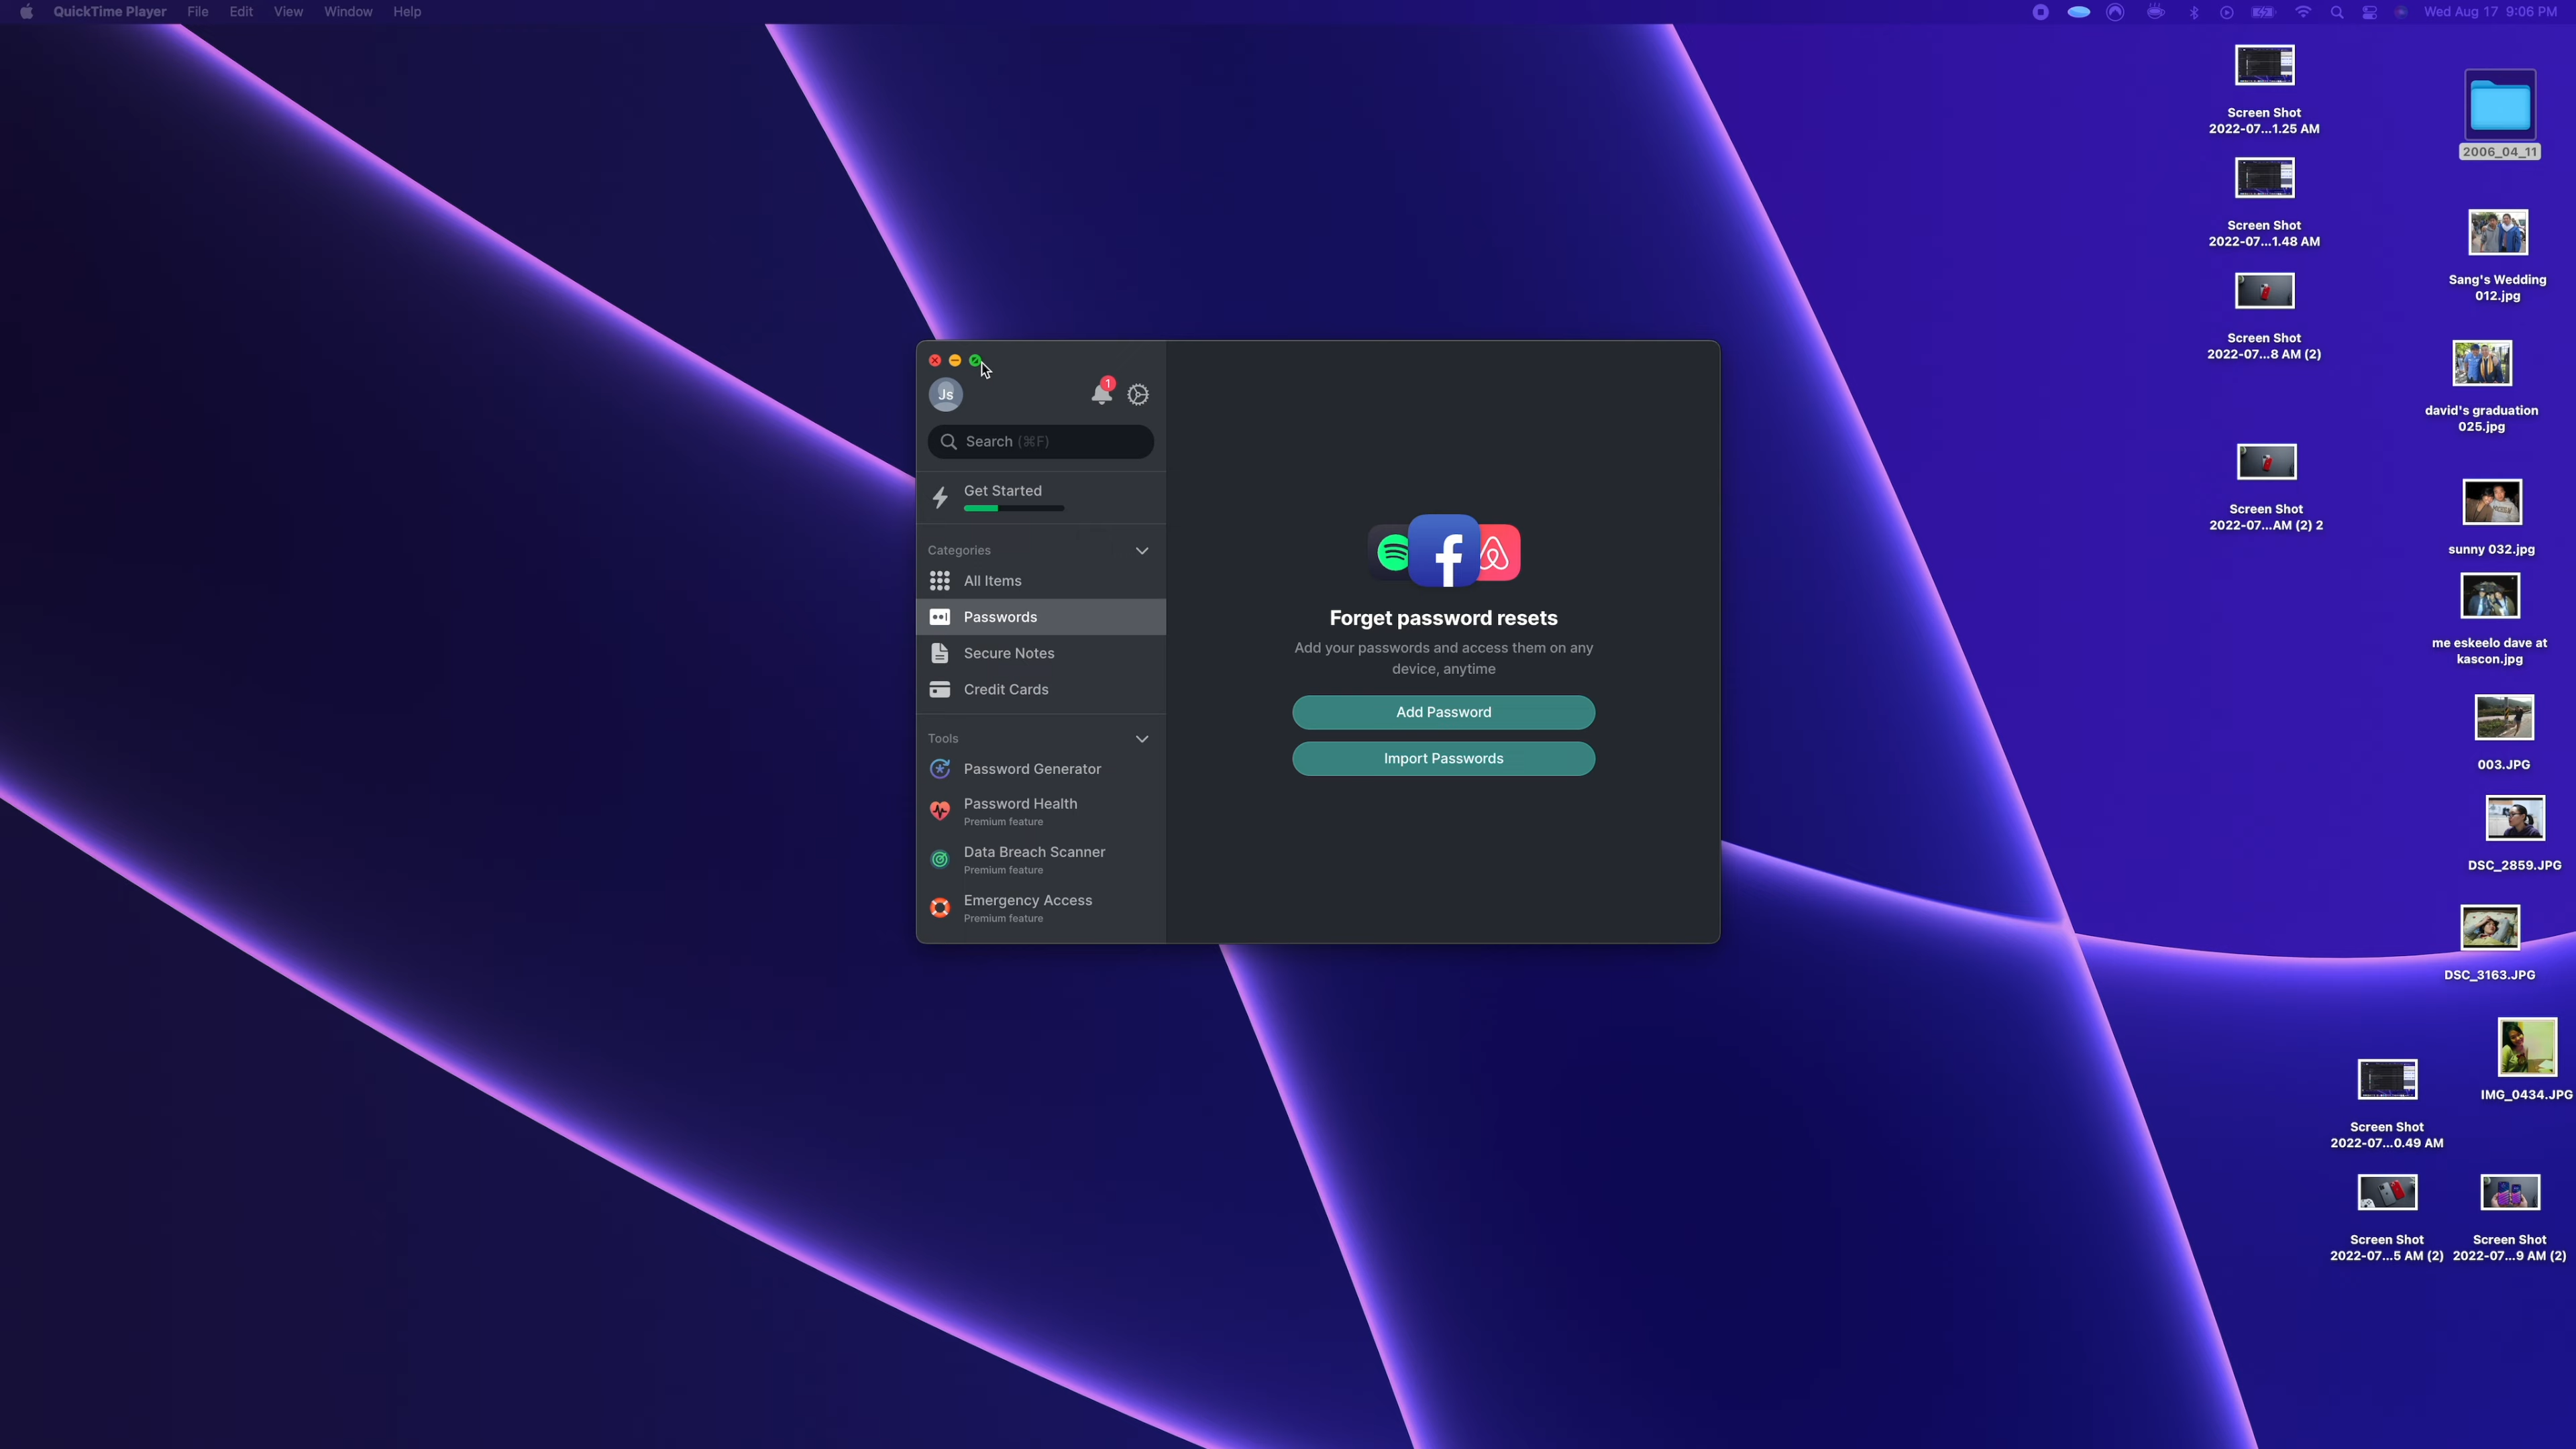 QuickTime Player File Edit View Window Help
Wed Aug 17 9:06 PM
Js
1
Search (⌘F)
Get Started
Categories
All Items
Passwords
Secure Notes
Credit Cards
Tools
Password Generator
Password Health
Premium feature
Data Breach Scanner
Premium feature
Emergency Access
Premium feature
Forget password resets
Add your passwords and access them on any
device, anytime
Add Password
Import Passwords
Screen Shot
2022-07...1.25 AM
Screen Shot
2022-07...1.48 AM
Screen Shot
2022-07...8 AM (2)
Screen Shot
2022-07...AM (2) 2
2006_04_11
Sang's Wedding
012.jpg
david's graduation
025.jpg
sunny 032.jpg
me eskeelo dave at
kascon.jpg
003.JPG
DSC_2859.JPG
DSC_3163.JPG
IMG_0434.JPG
Screen Shot
2022-07...0.49 AM
Screen Shot
2022-07...5 AM (2)
Screen Shot
2022-07...9 AM (2)